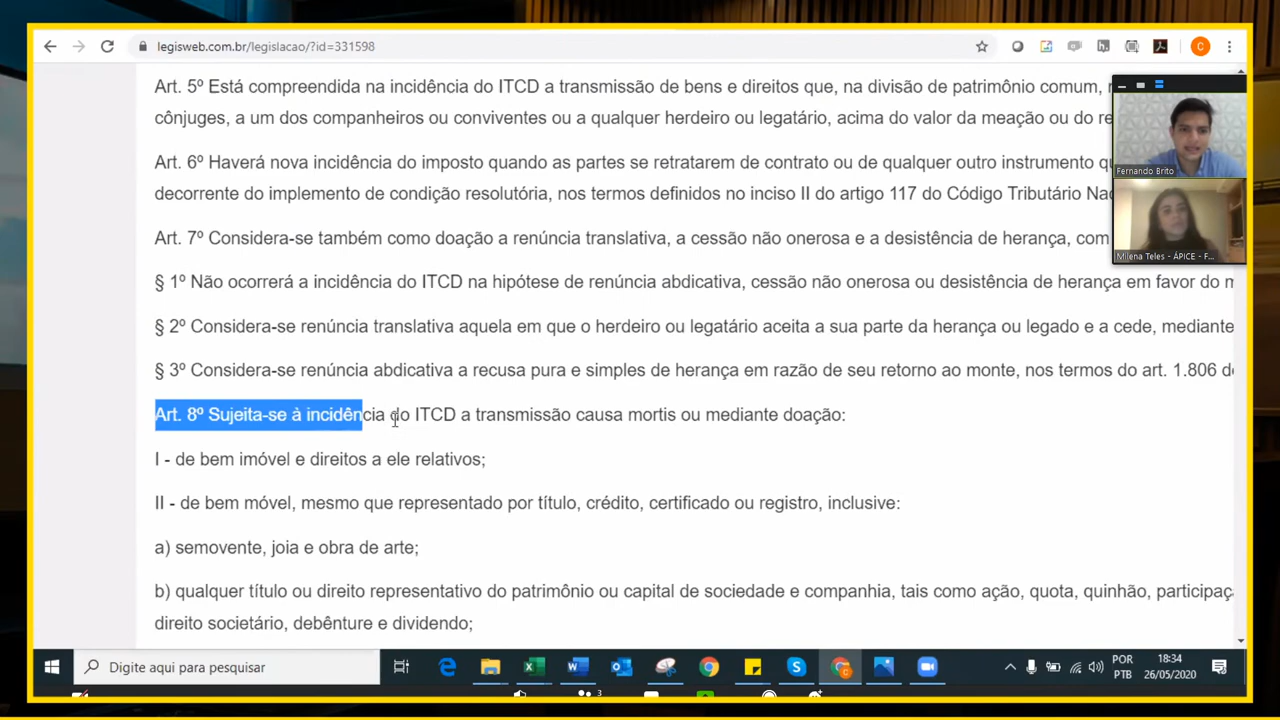 legisweb.com.br/legislacao/?id=331598
C
Art. 5º Está compreendida na incidência do ITCD a transmissão de bens e direitos que, na divisão de patrimônio comum,
cônjuges, a um dos companheiros ou conviventes ou a qualquer herdeiro ou legatário, acima do valor da meação ou do
Art. 6º Haverá nova incidência do imposto quando as partes se retratarem de contrato ou de qualquer outro instrumento
decorrente do implemento de condição resolutória, nos termos definidos no inciso II do artigo 117 do Código Tributário
Art. 7º Considera-se também como doação a renúncia translativa, a cessão não onerosa e a desistência de herança, com
§ 1º Não ocorrerá a incidência do ITCD na hipótese de renúncia abdicativa, cessão não onerosa ou desistência de herança em favor do
§ 2º Considera-se renúncia translativa aquela em que o herdeiro ou legatário aceita a sua parte da herança ou legado e a cede, mediante
§ 3º Considera-se renúncia abdicativa a recusa pura e simples de herança em razão de seu retorno ao monte, nos termos do art. 1.806
Art. 8º Sujeita-se à incidência do ITCD a transmissão causa mortis ou mediante doação:
I - de bem imóvel e direitos a ele relativos;
II - de bem móvel, mesmo que representado por título, crédito, certificado ou registro, inclusive:
a) semovente, joia e obra de arte;
b) qualquer título ou direito representativo do patrimônio ou capital de sociedade e companhia, tais como ação, quota, quinhão,
direito societário, debênture e dividendo;
Fernando Brito
Milena Teles - ÁPICE - F...
Digite aqui para pesquisar
POR
PTB
18:34
26/05/2020
3